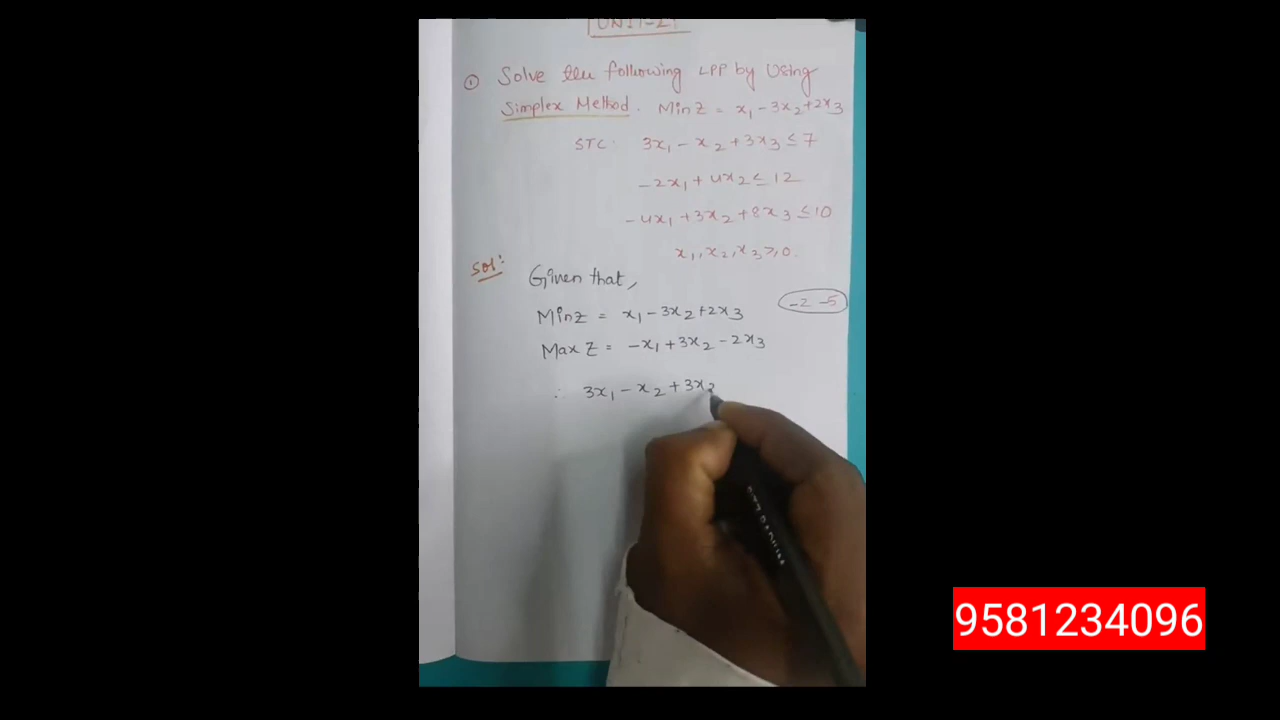 UNIT-2:
① Solve the following LPP by Using
Simplex Method. Min Z = x₁ - 3x₂ + 2x₃
STC: 3x₁ - x₂ + 3x₃ ≤ 7
-2x₁ + 4x₂ ≤ 12
-4x₁ + 3x₂ + 8x₃ ≤ 10
x₁, x₂, x₃ ≥, 0.
Sol:
Given that,
-2 -5
Min Z = x₁ - 3x₂ + 2x₃
Max Z = -x₁ + 3x₂ - 2x₃
∴ 3x₁ - x₂ + 3x₃
9581234096